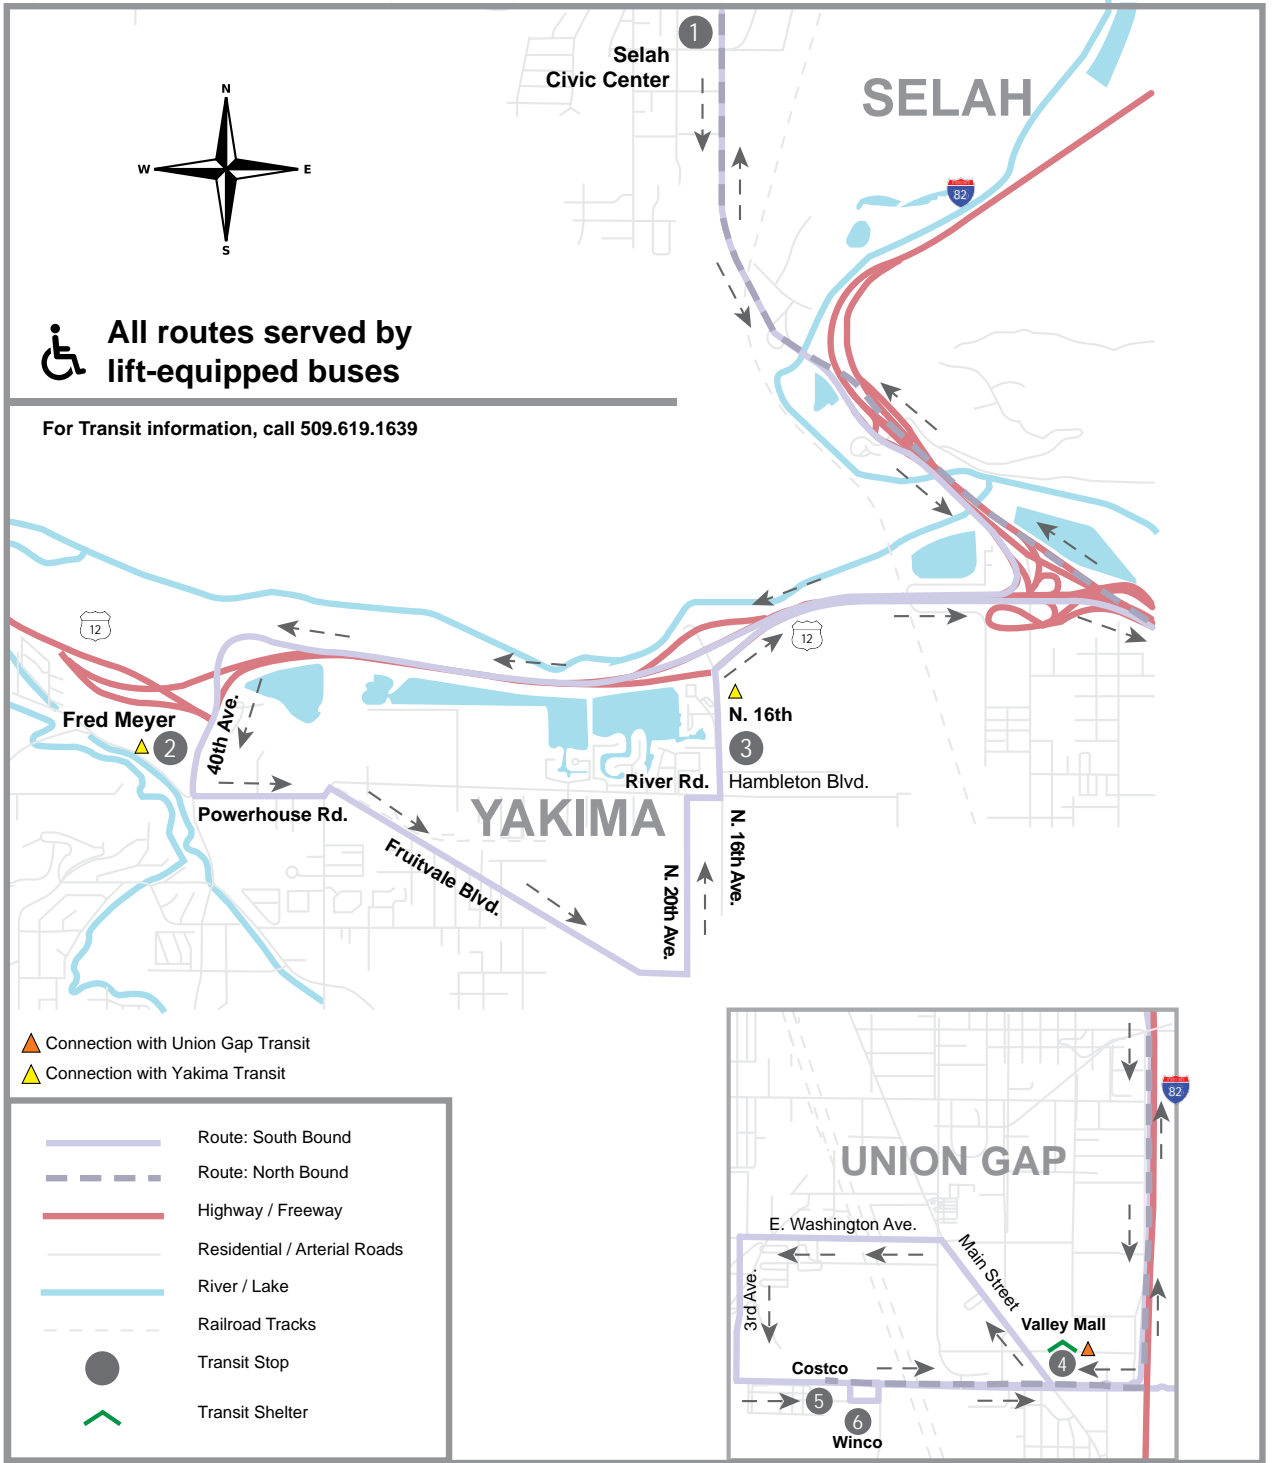 1
Selah
Civic Center
SELAH
N
W
E
S
82
All routes served by
lift-equipped buses
For Transit information, call 509.619.1639
12
12
Fred Meyer
2
40th Ave.
N. 16th
3
River Rd.
Hambleton Blvd.
Powerhouse Rd.
YAKIMA
Fruitvale Blvd.
N. 20th Ave.
N. 16th Ave.
Connection with Union Gap Transit
Connection with Yakima Transit
Route: South Bound
Route: North Bound
Highway / Freeway
Residential / Arterial Roads
River / Lake
Railroad Tracks
Transit Stop
Transit Shelter
82
UNION GAP
E. Washington Ave.
Main Street
3rd Ave.
Valley Mall
4
Costco
5
6
Winco